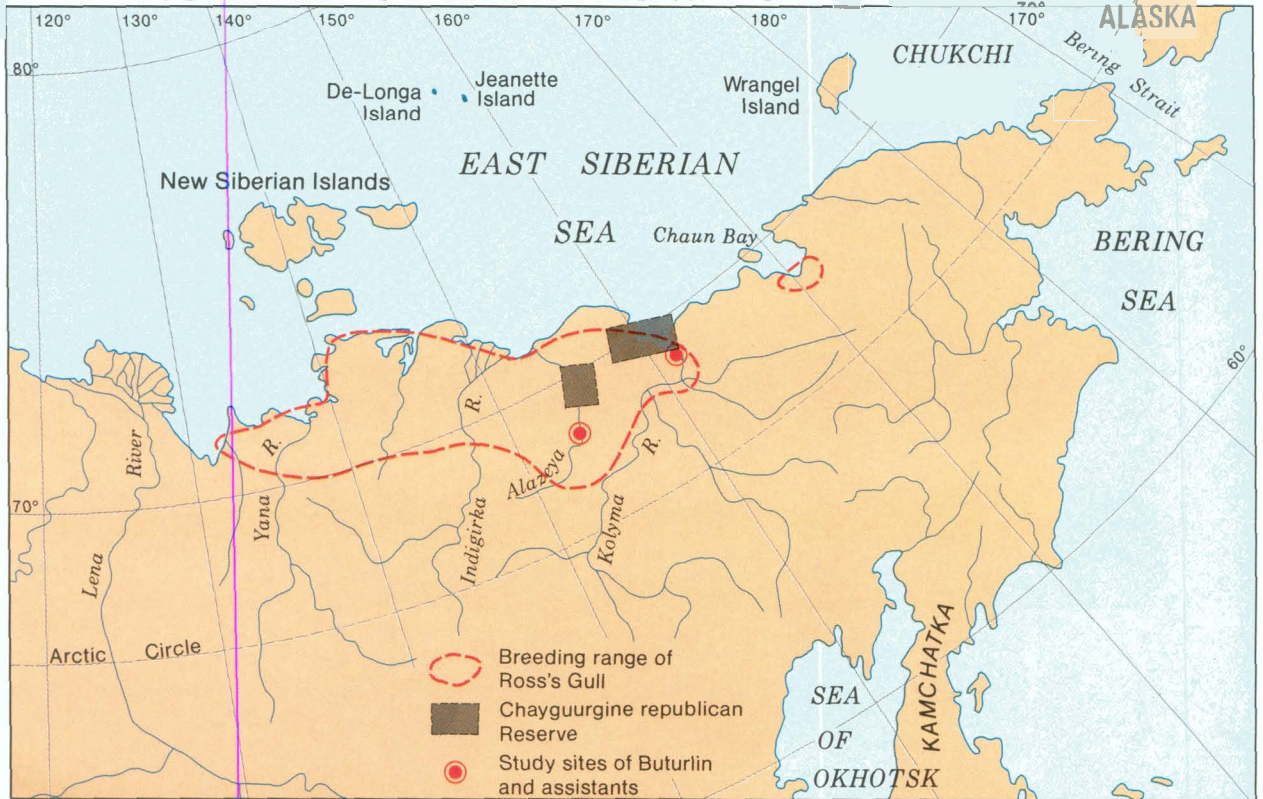 120°
130°
140°
150°
160°
170°
180°
170°
ALASKA
80°
CHUKCHI
Bering
Strait
De-Longa
Island
Jeanette
Island
Wrangel
Island
EAST SIBERIAN
SEA
New Siberian Islands
Chaun Bay
BERING
SEA
60°
River
R.
R.
R.
Alazeya
70°
Yana
Indigirka
Kolyma
Lena
Arctic Circle
KAMCHATKA
SEA
OF
OKHOTSK
Breeding range of
Ross's Gull
Chayguurgine republican
Reserve
Study sites of Buturlin
and assistants